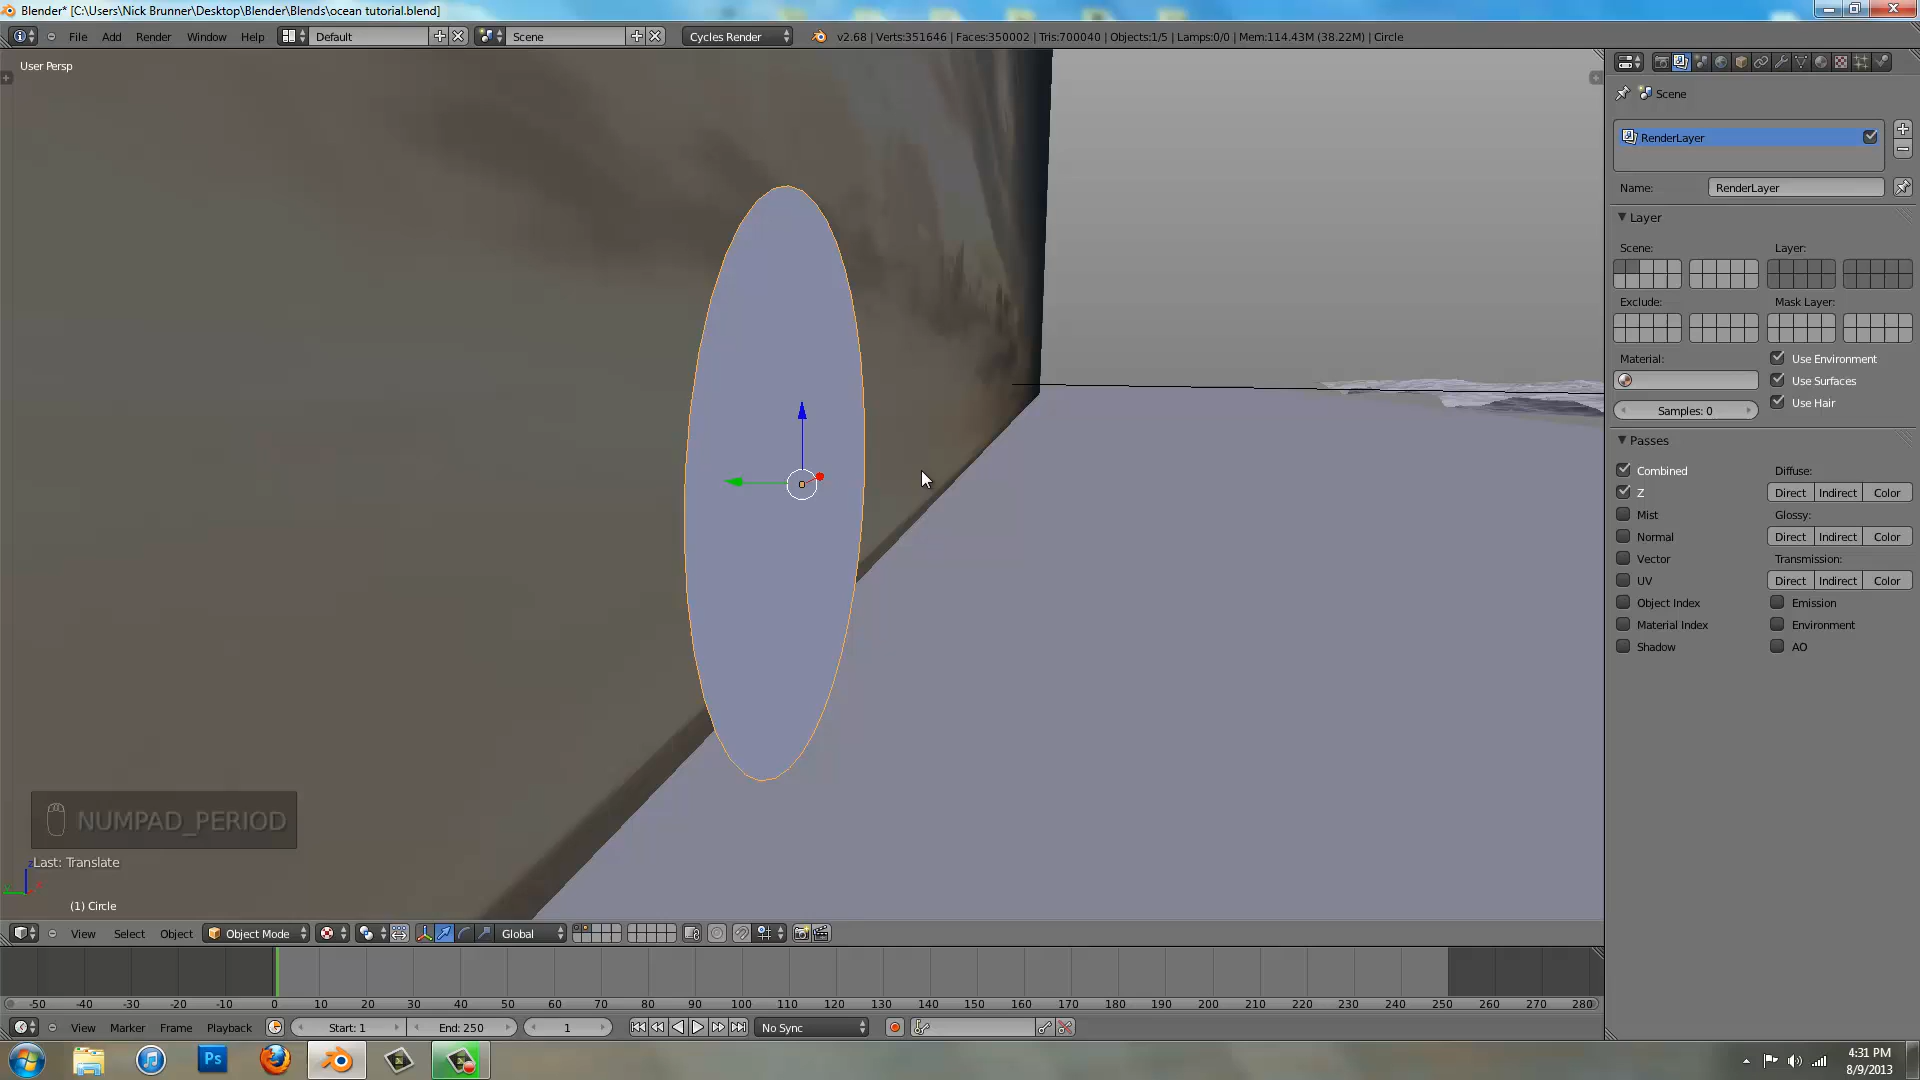 Blender* [C:\Users\Nick Brunner\Desktop\Blender\Blends\ocean tutorial.blend]
File Add Render Window Help Default Scene Cycles Render v2.68 | Verts:351646 | Faces:350002 | Tris:700040 | Objects:1/5 | Lamps:0/0 | Mem:114.43M (38.22M) | Circle
User Persp
Scene
RenderLayer
Name: RenderLayer
Layer
Scene: Layer:
Exclude: Mask Layer:
Material: Use Environment
Use Surfaces
Samples: 0 Use Hair
Passes
Combined Diffuse:
Z Direct Indirect Color
Mist Glossy:
Normal Direct Indirect Color
Vector Transmission:
UV Direct Indirect Color
Object Index Emission
Material Index Environment
Shadow AO
NUMPAD_PERIOD
Last: Translate
(1) Circle
View Select Object Object Mode Global
-50 -40 -30 -20 -10 0 10 20 30 40 50 60 70 80 90 100 110 120 130 140 150 160 170 180 190 200 210 220 230 240 250 260 270 280
View Marker Frame Playback Start: 1 End: 250 1 No Sync
Ps
4:31 PM
8/9/2013